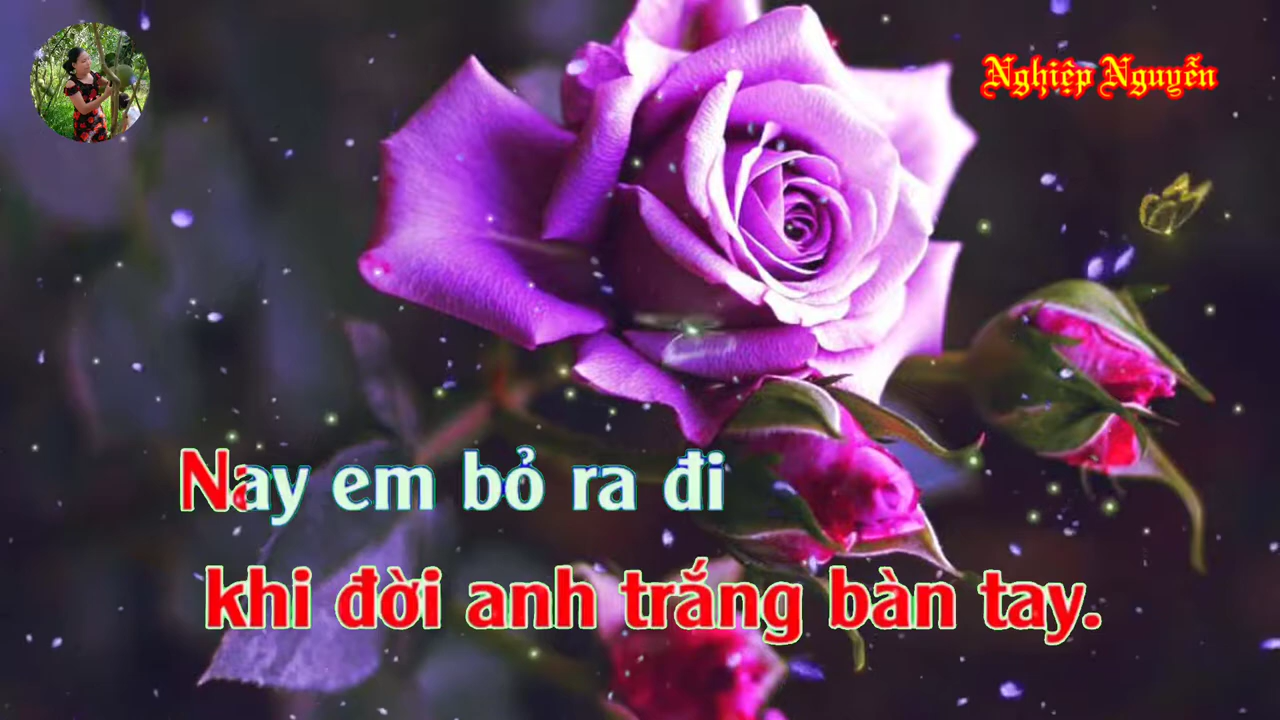 Nghiệp Nguyễn
Nay em bỏ ra đi
khi đời anh trắng bàn tay.